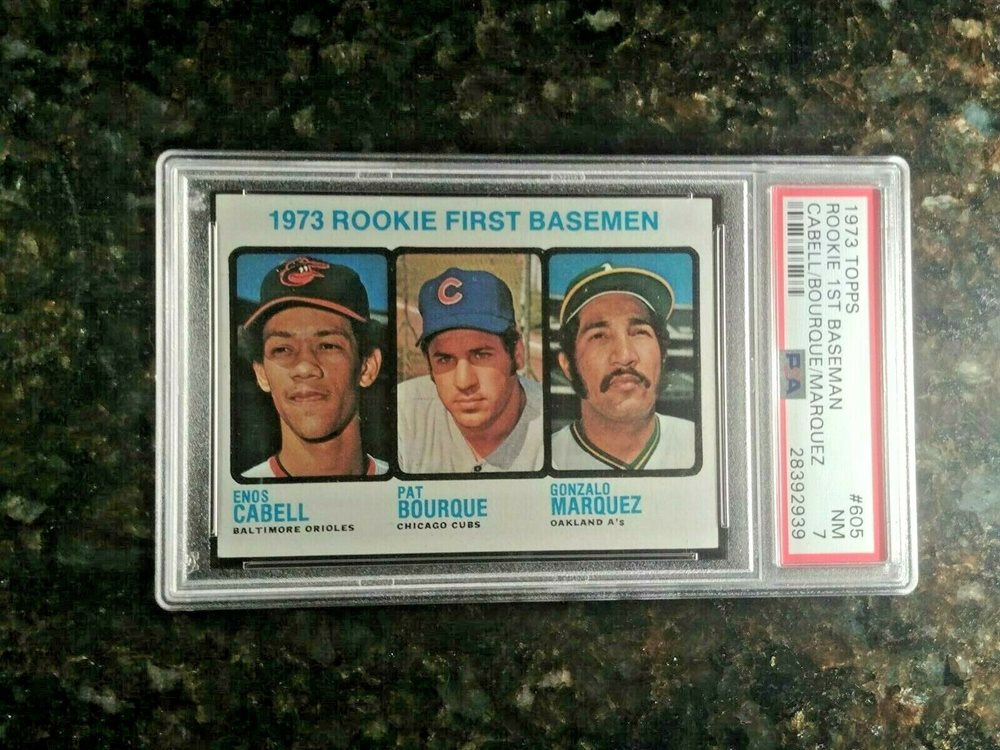 1973 ROOKIE FIRST BASEMEN
C
ENOS
CABELL
BALTIMORE ORIOLES
PAT
BOURQUE
CHICAGO CUBS
GONZALO
MARQUEZ
OAKLAND A's
1973 TOPPS
ROOKIE 1ST BASEMAN
CABELL/BOURQUE/MARQUEZ
#605
NM
7
28392939